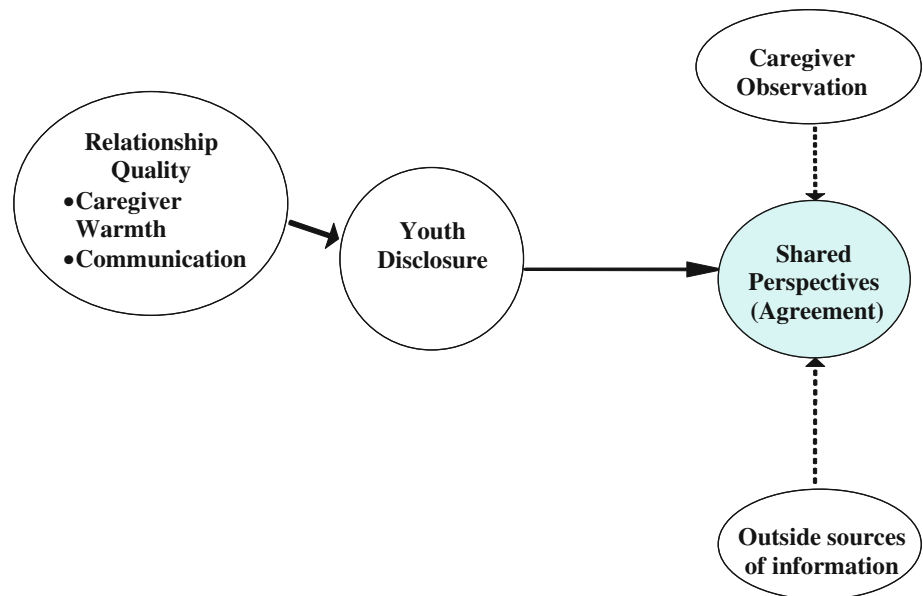 Relationship
Quality
•Caregiver
Warmth
•Communication
Youth
Disclosure
Caregiver
Observation
Shared
Perspectives
(Agreement)
Outside sources
of information